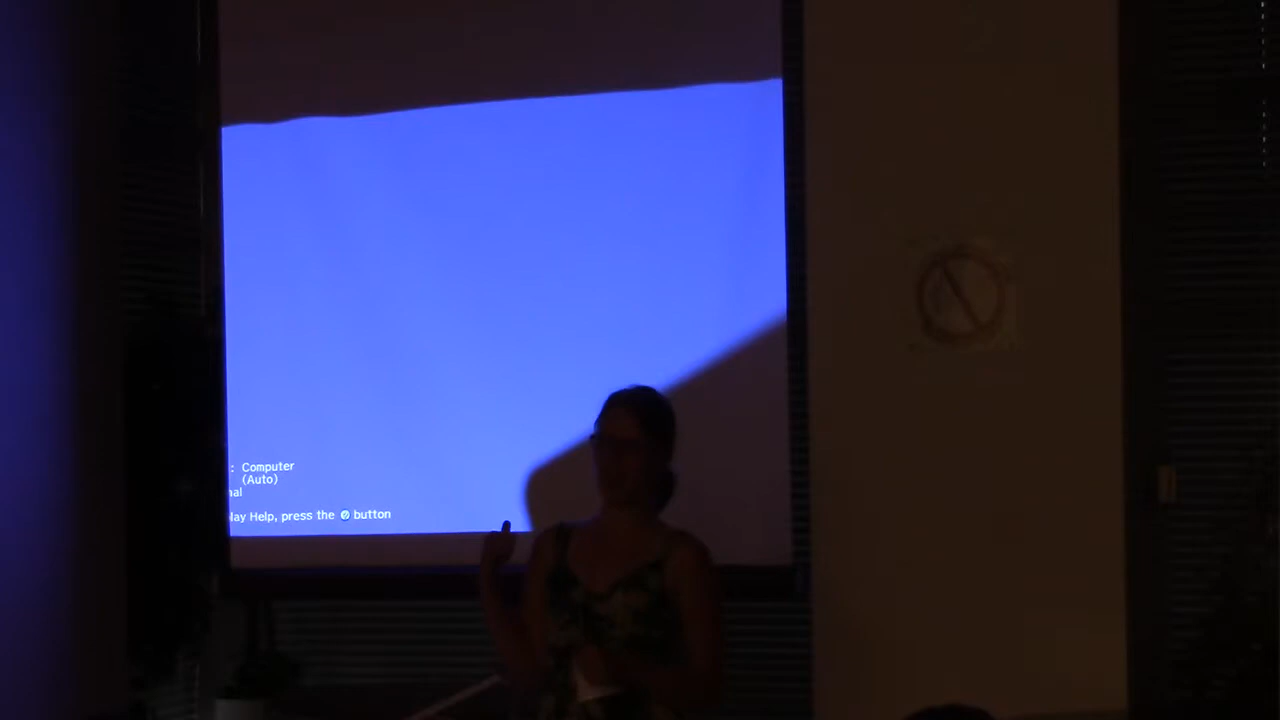 : Computer
(Auto)
nal
lay Help, press the button